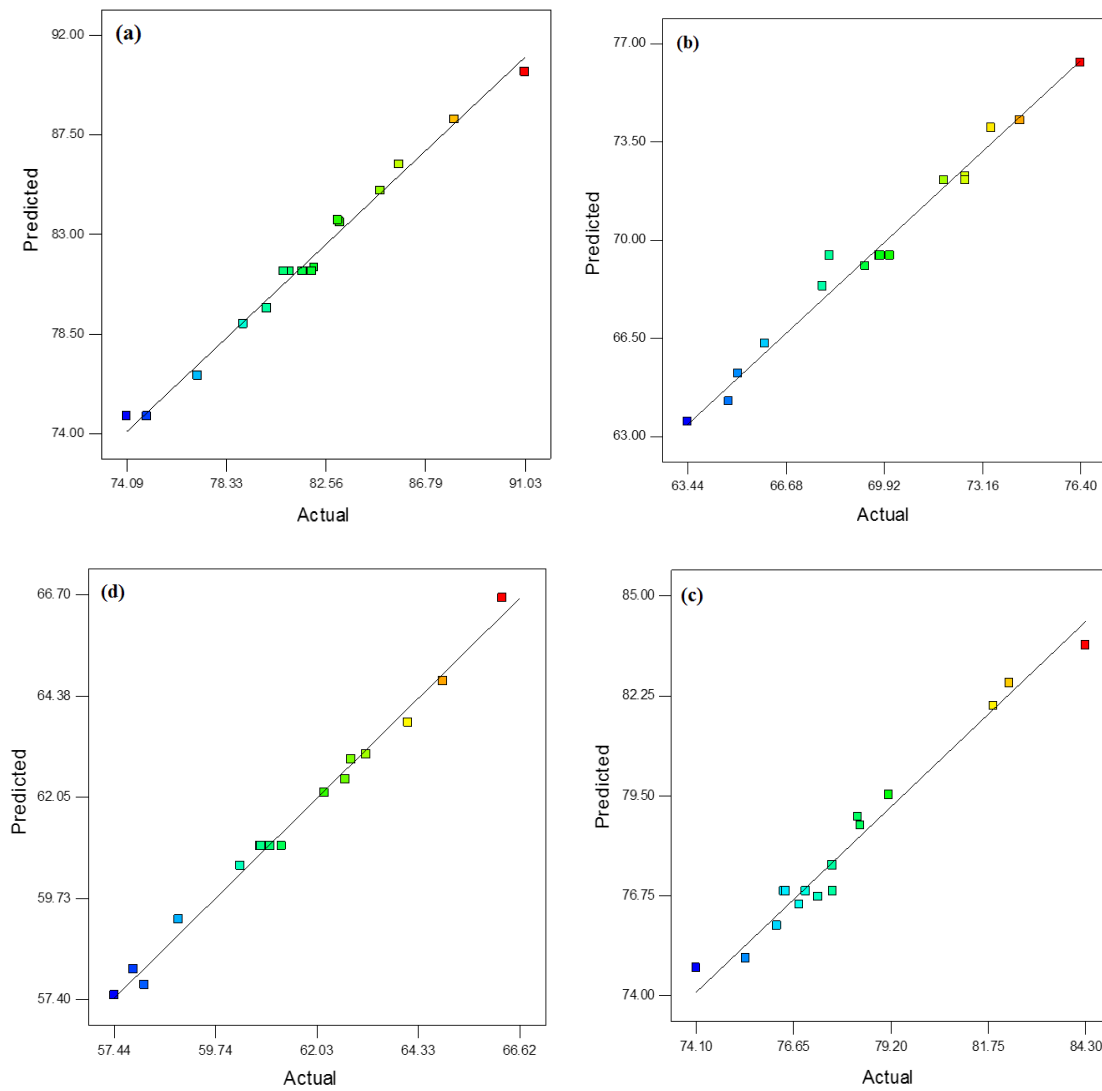 (a)
92.00
87.50
83.00
78.50
74.00
Predicted
74.09 78.33 82.56 86.79 91.03
Actual
(b)
77.00
73.50
70.00
66.50
63.00
Predicted
63.44 66.68 69.92 73.16 76.40
Actual
(d)
66.70
64.38
62.05
59.73
57.40
Predicted
57.44 59.74 62.03 64.33 66.62
Actual
(c)
85.00
82.25
79.50
76.75
74.00
Predicted
74.10 76.65 79.20 81.75 84.30
Actual